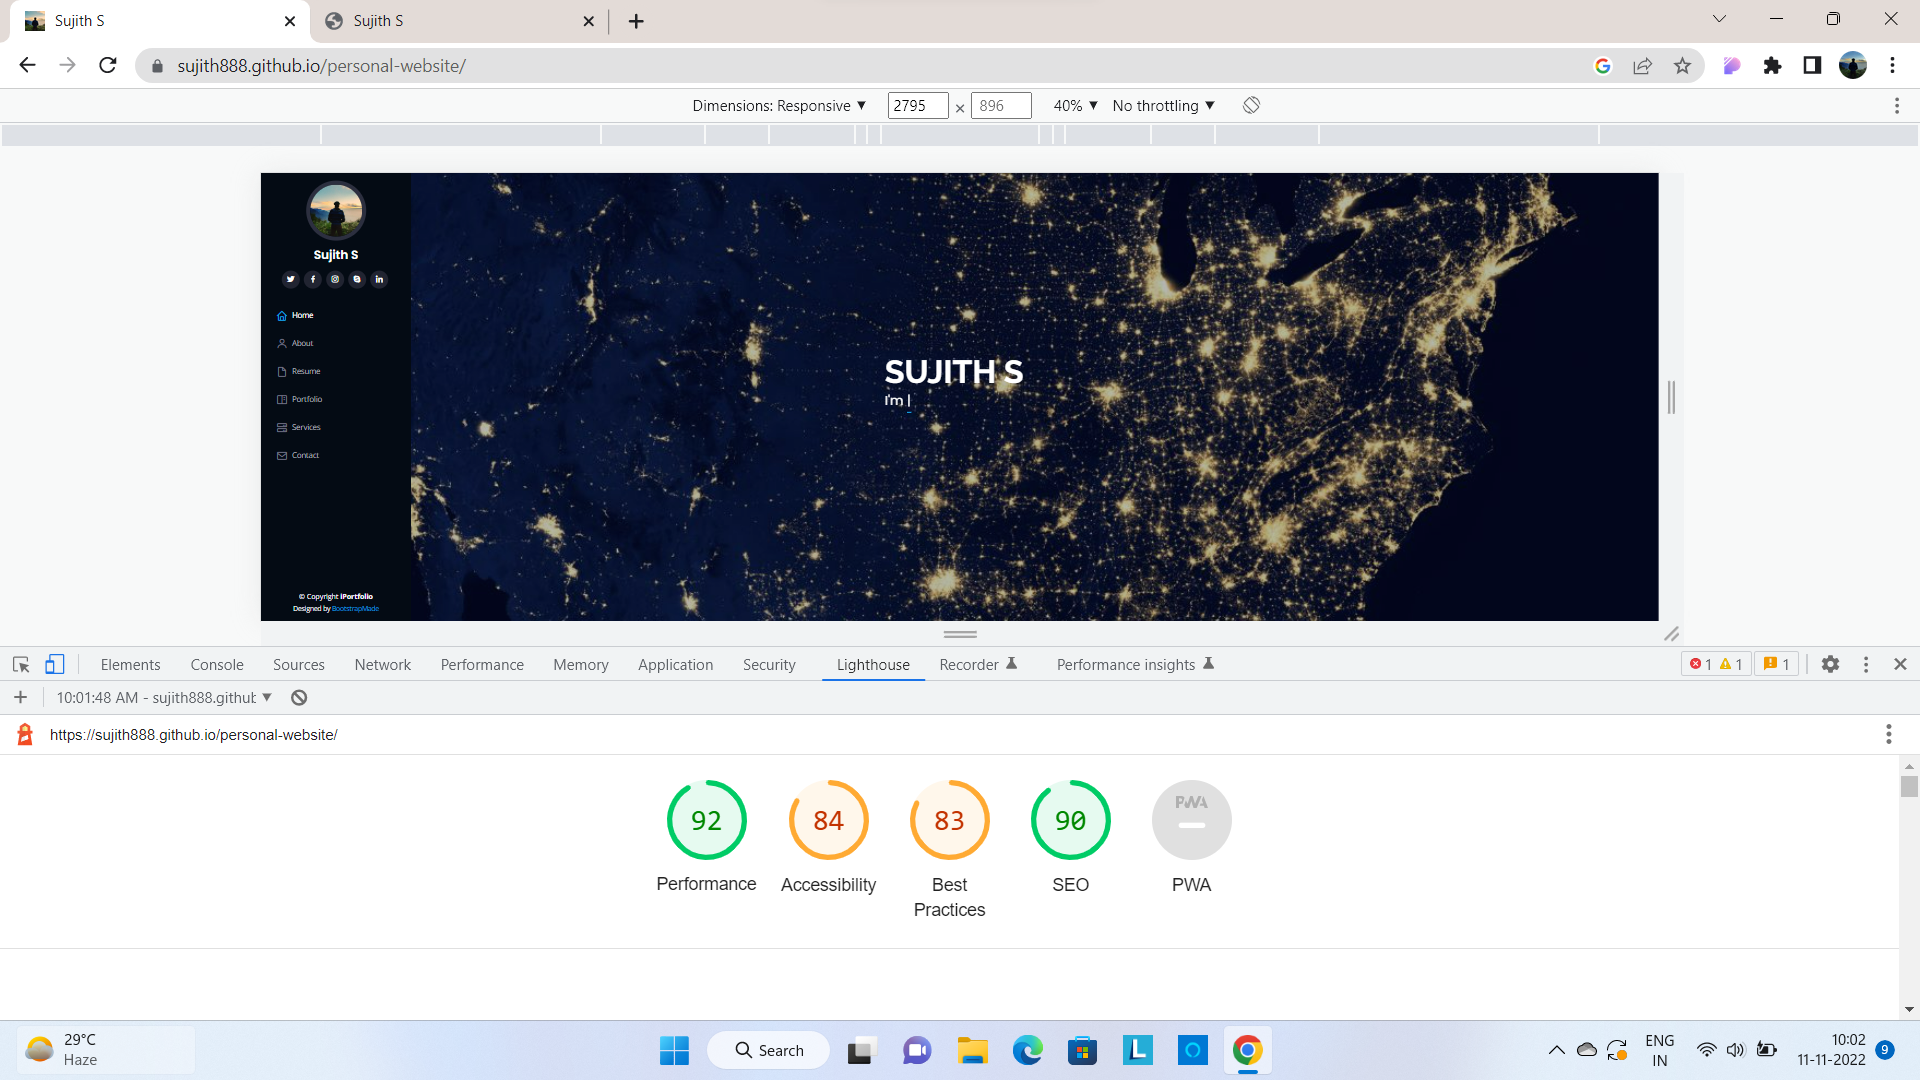 Sujith S
Sujith S
sujith888.github.io/personal-website/
Dimensions: Responsive ▼ 2795 × 896 40% ▼ No throttling ▼
Sujith S
Home
About
Resume
Portfolio
Services
Contact
© Copyright iPortfolio
Designed by BootstrapMade
SUJITH S
I'm |
Elements Console Sources Network Performance Memory Application Security Lighthouse Recorder Performance insights 1 1 1
10:01:48 AM - sujith888.github ▼
https://sujith888.github.io/personal-website/
92 84 83 90 PWA
Performance Accessibility Best Practices SEO PWA
29°C
Haze
Search
ENG
IN
10:02
11-11-2022
9